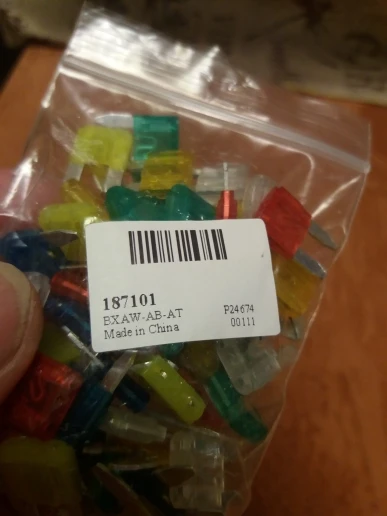 187101
BXAW-AB-AT
Made in China
P24674
00111